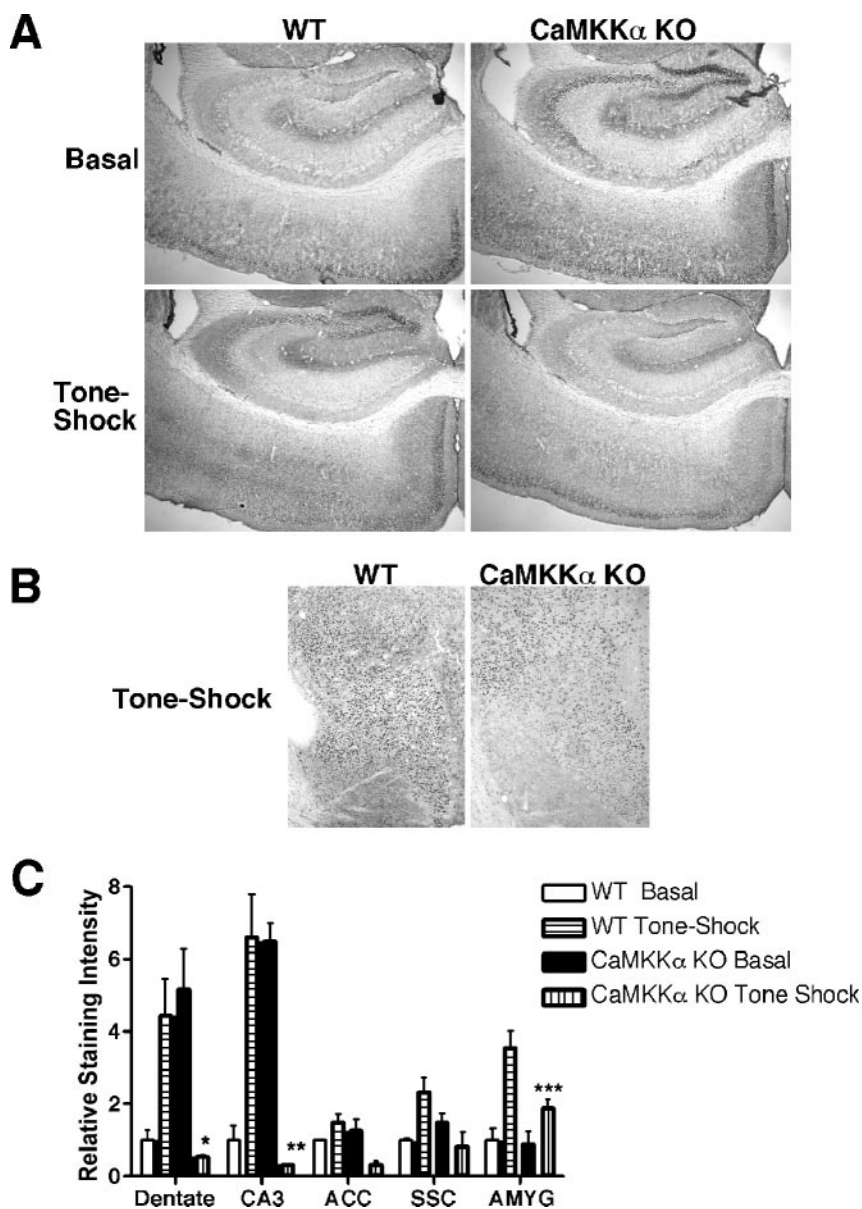 A
WT
CaMKKα KO
Basal
Tone-
Shock
B
WT
CaMKKα KO
Tone-Shock
C
Relative Staining Intensity
8
6
4
2
0
WT Basal
WT Tone-Shock
CaMKKα KO Basal
CaMKKα KO Tone Shock
*
**
***
Dentate
CA3
ACC
SSC
AMYG